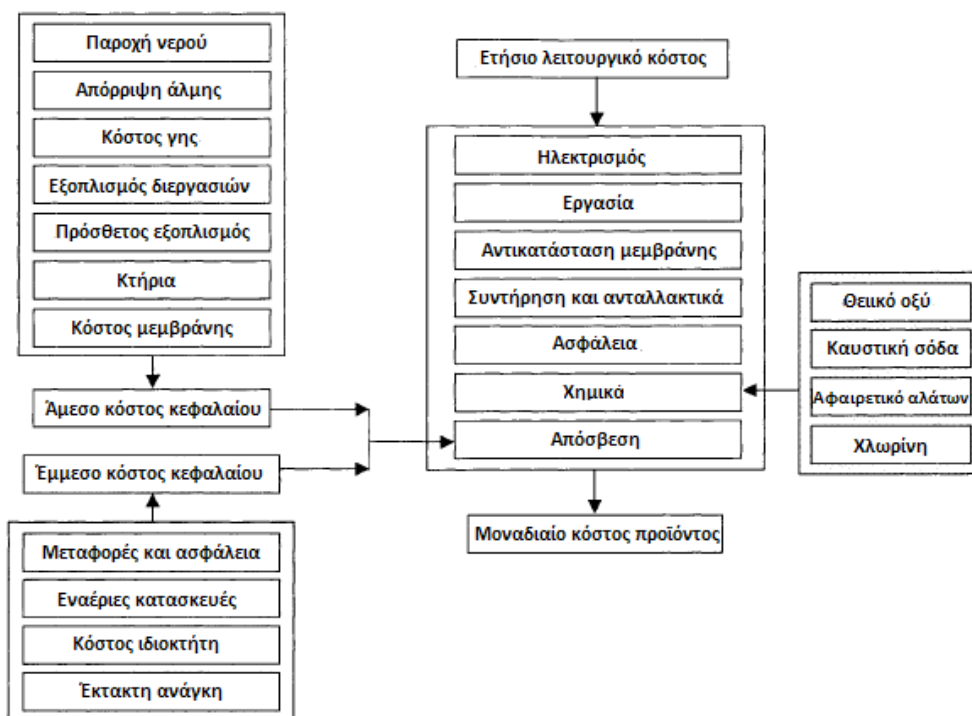 Παροχή νερού
Απόρριψη άλμης
Κόστος γης
Εξοπλισμός διεργασιών
Πρόσθετος εξοπλισμός
Κτήρια
Κόστος μεμβράνης
Άμεσο κόστος κεφαλαίου
Έμμεσο κόστος κεφαλαίου
Μεταφορές και ασφάλεια
Εναέριες κατασκευές
Κόστος ιδιοκτήτη
Έκτακτη ανάγκη
Ετήσιο λειτουργικό κόστος
Ηλεκτρισμός
Εργασία
Αντικατάσταση μεμβράνης
Συντήρηση και ανταλλακτικά
Ασφάλεια
Χημικά
Απόσβεση
Μοναδιαίο κόστος προϊόντος
Θειικό οξύ
Καυστική σόδα
Αφαιρετικό αλάτων
Χλωρίνη